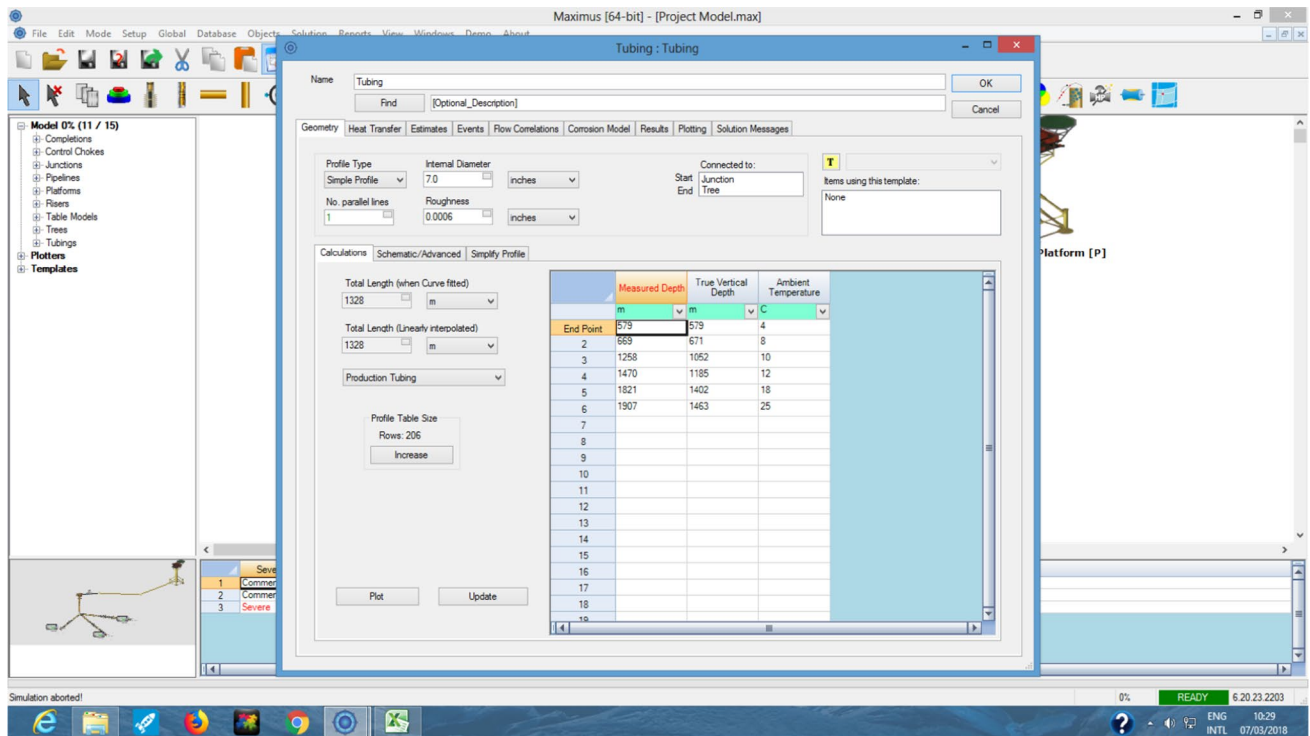 Maximus [64-bit] - [Project Model.max]
File Edit Mode Setup Global Database Objects Solution Reports View Windows Demo About
Tubing : Tubing
Name Tubing OK
Find [Optional_Description] Cancel
Geometry Heat Transfer Estimates Events Flow Correlations Corrosion Model Results Plotting Solution Messages
Model 0% (11 / 15)
Completions
Control Chokes
Junctions
Pipelines
Platforms
Risers
Table Models
Trees
Tubings
Plotters
Templates
Profile Type Internal Diameter Connected to: T
Simple Profile 7.0 inches Start Junction Items using this template:
End Tree None
No. parallel lines Roughness
1 0.0006 inches
Platform [P]
Calculations Schematic/Advanced Simplify Profile
Total Length (when Curve fitted)
1328 m
Total Length (Linearly interpolated)
1328 m
Production Tubing
Profile Table Size
Rows: 206
Increase
Plot Update
Measured Depth True Vertical Depth Ambient Temperature
m m C
End Point 579 579 4
2 669 671 8
3 1258 1052 10
4 1470 1185 12
5 1821 1402 18
6 1907 1463 25
7
8
9
10
11
12
13
14
15
16
17
18
19
Seve
1 Commer
2 Commer
3 Severe
Simulation aborted! 0% READY 6.20.23.2203
ENG 10:29
INTL 07/03/2018